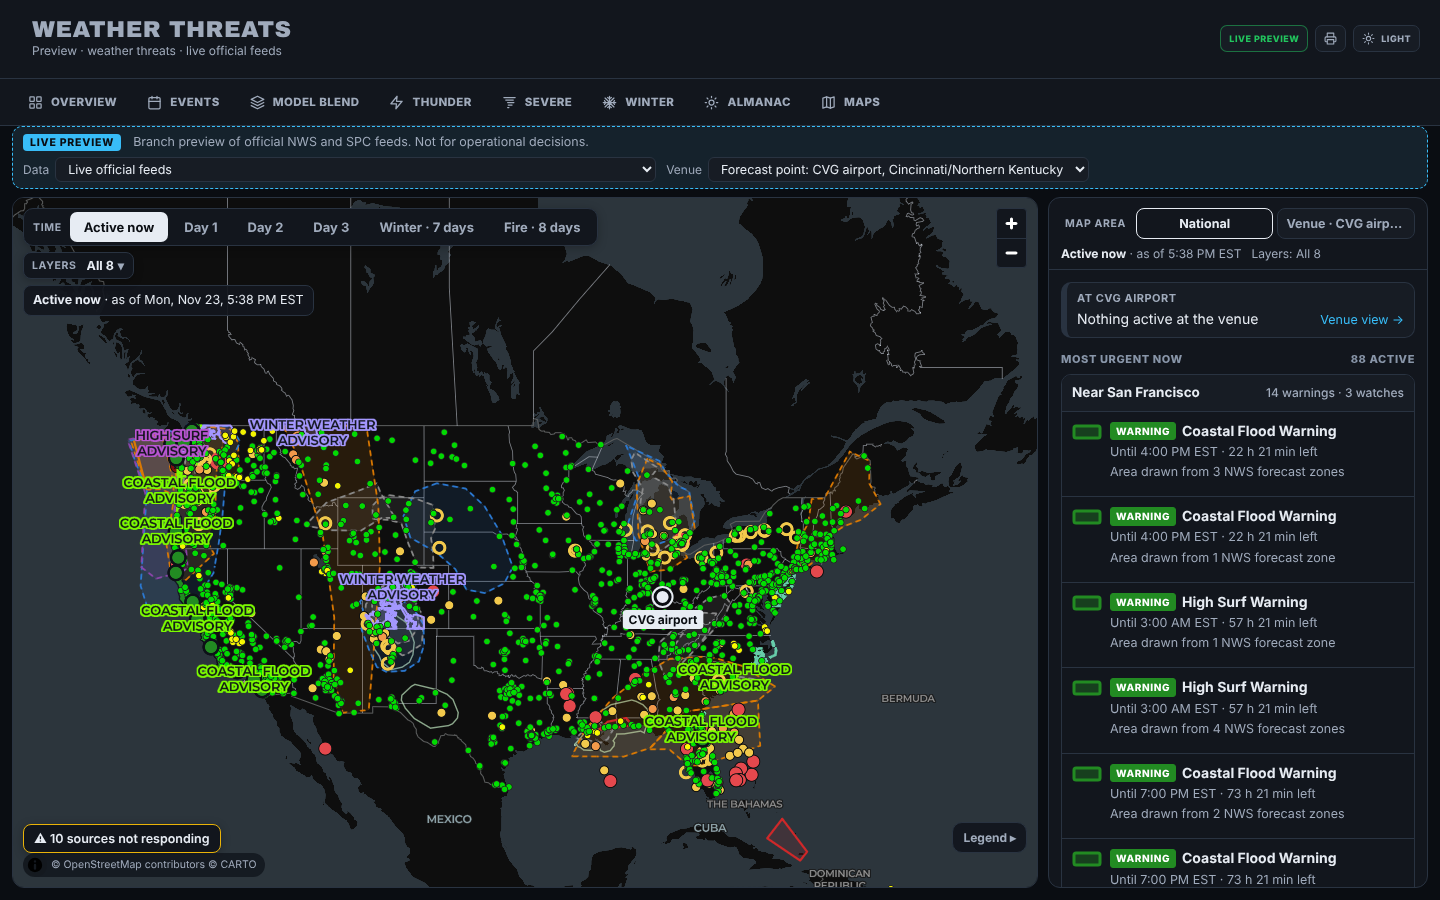 WEATHER THREATS
Preview · weather threats · live official feeds
LIVE PREVIEW
LIGHT
OVERVIEW
EVENTS
MODEL BLEND
THUNDER
SEVERE
WINTER
ALMANAC
MAPS
LIVE PREVIEW Branch preview of official NWS and SPC feeds. Not for operational decisions.
Data Live official feeds Venue Forecast point: CVG airport, Cincinnati/Northern Kentucky
TIME Active now Day 1 Day 2 Day 3 Winter · 7 days Fire · 8 days
LAYERS All 8 ▾
Active now · as of Mon, Nov 23, 5:38 PM EST
+
−
HIGH SURF
ADVISORY
WINTER WEATHER
ADVISORY
COASTAL FLOOD
ADVISORY
COASTAL FLOOD
ADVISORY
WINTER WEATHER
ADVISORY
COASTAL FLOOD
ADVISORY
COASTAL FLOOD
ADVISORY
CVG airport
COASTAL FLOOD
ADVISORY
COASTAL FLOOD
ADVISORY
BERMUDA
THE BAHAMAS
MEXICO
CUBA
DOMINICAN
REPUBLIC
⚠ 10 sources not responding
© OpenStreetMap contributors © CARTO
Legend ▸
MAP AREA National Venue · CVG airp...
Active now · as of 5:38 PM EST Layers: All 8
AT CVG AIRPORT
Nothing active at the venue Venue view →
MOST URGENT NOW 88 ACTIVE
Near San Francisco 14 warnings · 3 watches
WARNING Coastal Flood Warning
Until 4:00 PM EST · 22 h 21 min left
Area drawn from 3 NWS forecast zones
WARNING Coastal Flood Warning
Until 4:00 PM EST · 22 h 21 min left
Area drawn from 1 NWS forecast zone
WARNING High Surf Warning
Until 3:00 AM EST · 57 h 21 min left
Area drawn from 1 NWS forecast zone
WARNING High Surf Warning
Until 3:00 AM EST · 57 h 21 min left
Area drawn from 4 NWS forecast zones
WARNING Coastal Flood Warning
Until 7:00 PM EST · 73 h 21 min left
Area drawn from 2 NWS forecast zones
WARNING Coastal Flood Warning
Until 7:00 PM EST · 73 h 21 min left